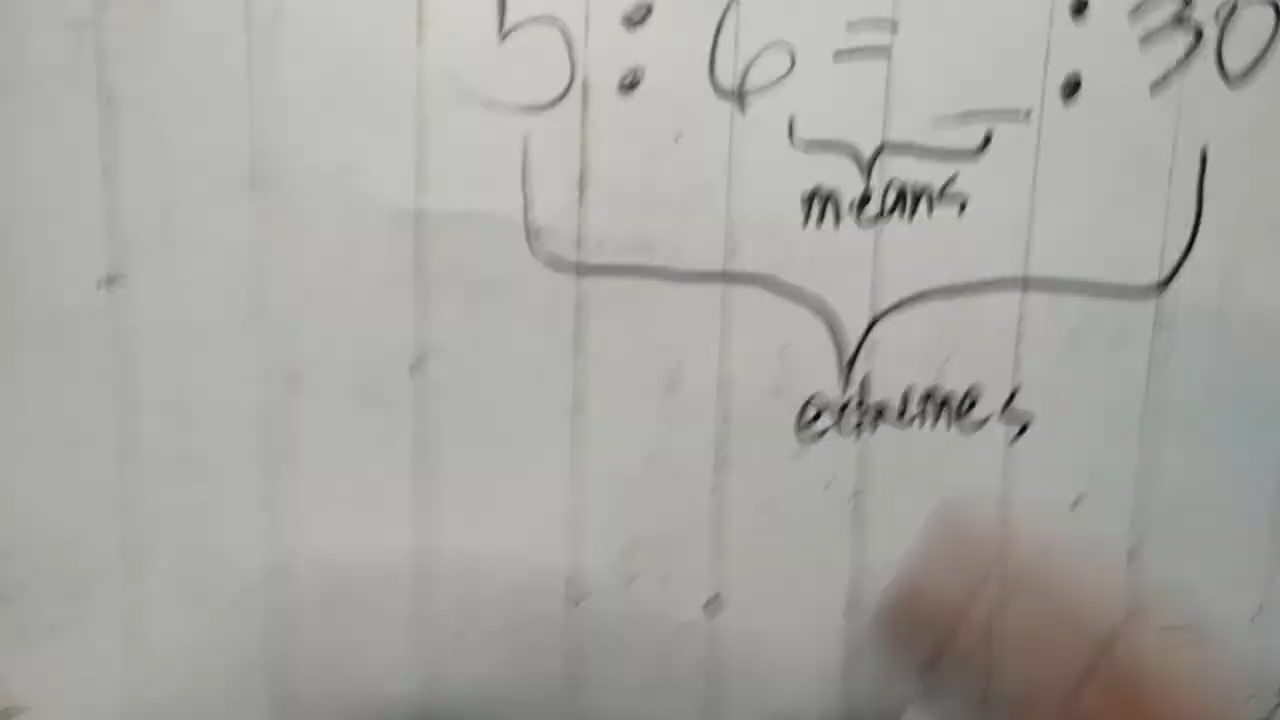 5 : 6 = _ : 30
means
extremes